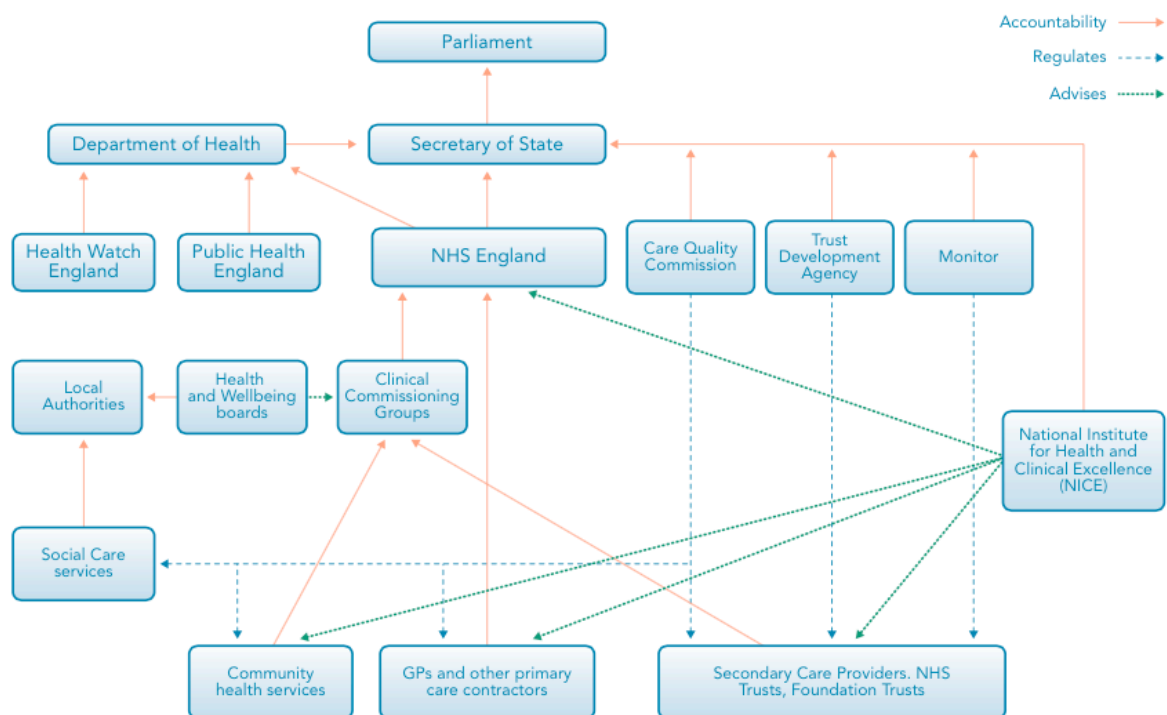 Accountability
Parliament
Regulates
Advises
Department of Health
Secretary of State
Health Watch
England
Public Health
England
NHS England
Care Quality
Commission
Trust
Development
Agency
Monitor
Local
Authorities
Health
and Wellbeing
boards
Clinical
Commissioning
Groups
National Institute
for Health and
Clinical Excellence
(NICE)
Social Care
services
Community
health services
GPs and other primary
care contractors
Secondary Care Providers. NHS
Trusts, Foundation Trusts